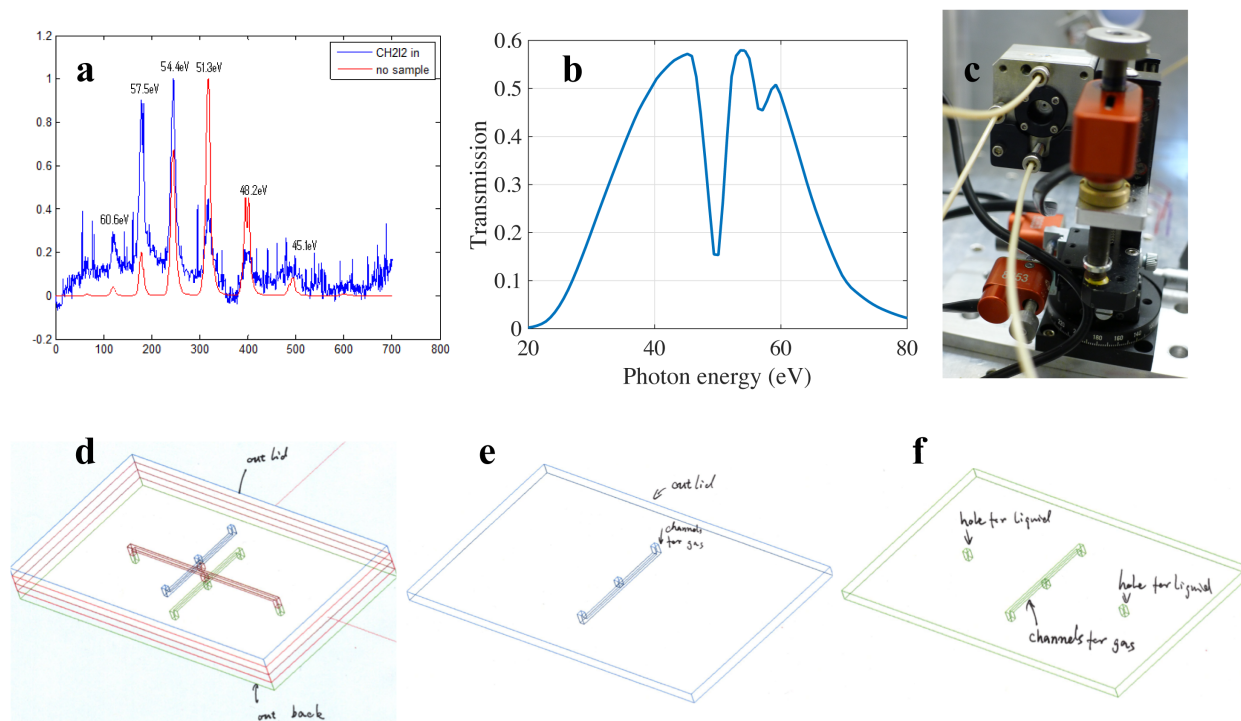 a
1.2
1
0.8
0.6
0.4
0.2
0
-0.2
0
100
200
300
400
500
600
700
800
CH2I2 in
no sample
60.6eV
57.5eV
54.4eV
51.3eV
48.2eV
45.1eV
b
Transmission
0.6
0.5
0.4
0.3
0.2
0.1
0
20
40
60
80
Photon energy (eV)
c
d
out lid
out back
e
out lid
channels
for gas
f
hole for liquid
hole for liquid
channels for gas